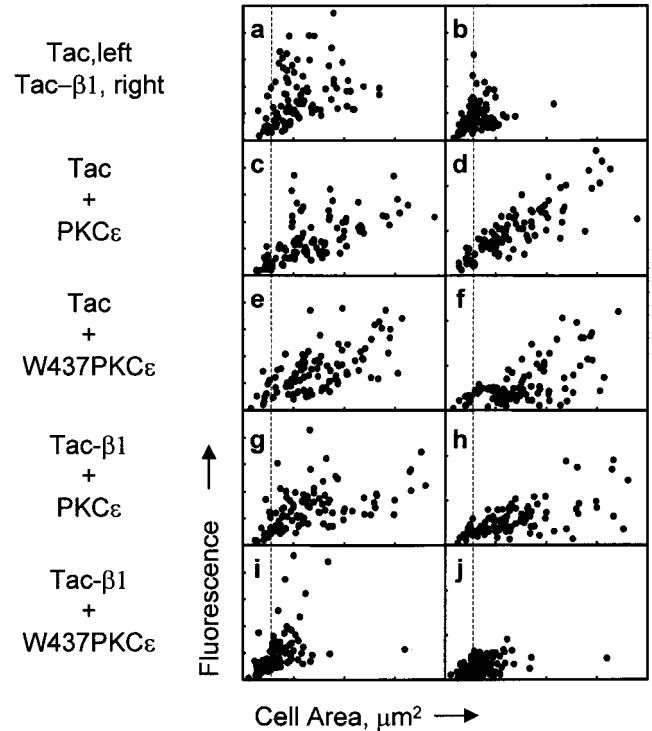 Tac,left
Tac–β1, right
a
b
Tac
+
PKCε
c
d
Tac
+
W437PKCε
e
f
Tac-β1
+
PKCε
g
h
Tac-β1
+
W437PKCε
i
j
Fluorescence
Cell Area, μm²